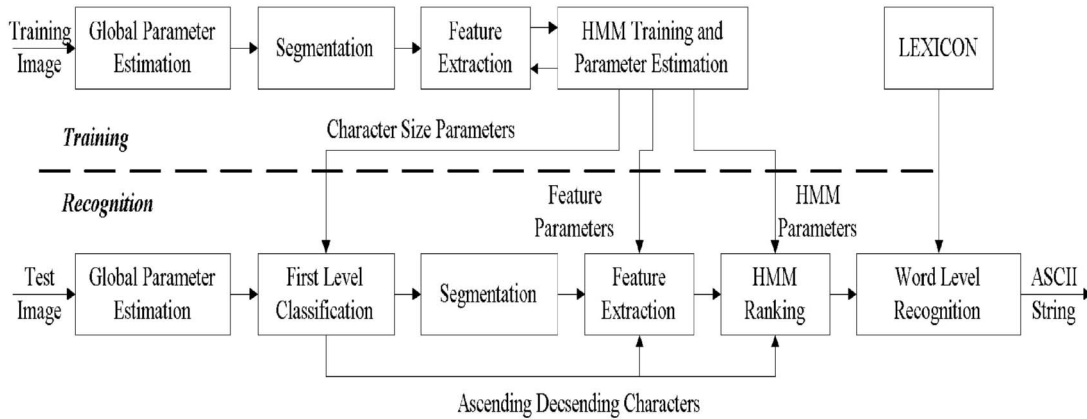 Training
Image
Global Parameter
Estimation
Segmentation
Feature
Extraction
HMM Training and
Parameter Estimation
LEXICON
Character Size Parameters
Training
Recognition
Feature
Parameters
HMM
Parameters
Test
Image
Global Parameter
Estimation
First Level
Classification
Segmentation
Feature
Extraction
HMM
Ranking
Word Level
Recognition
ASCII
String
Ascending Decsending Characters